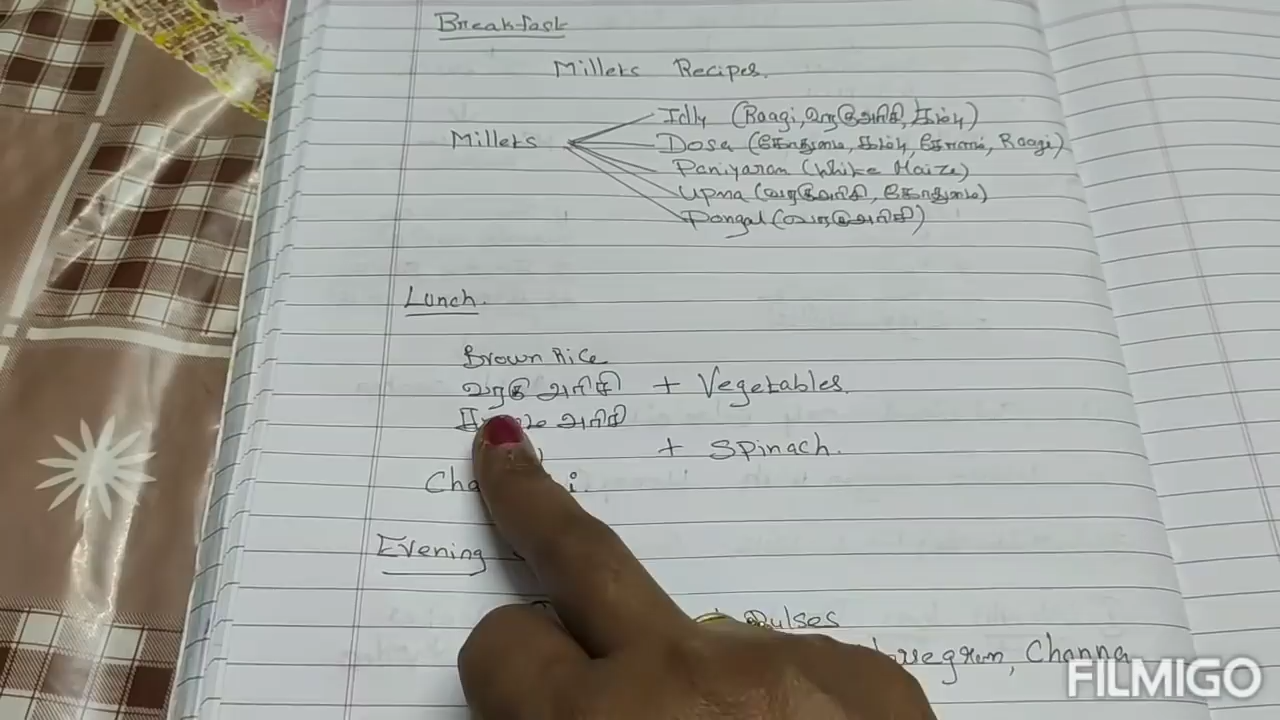 Breakfast
Millets Recipes.
Millets
Idly (Raagi, வரகுஅரிசி, கம்பு)
Dosa (கோதுமை, கம்பு, சோளம், Raagi)
Paniyaram (White Maize)
Upma (வரகுஅரிசி, கோதுமை)
Pongal (வரகுஅரிசி)
Lunch.
Brown Rice
வரகு அரிசி + Vegetables.
அரிசி
+ Spinach.
Evening
Pulses
Channa
FILMIGO